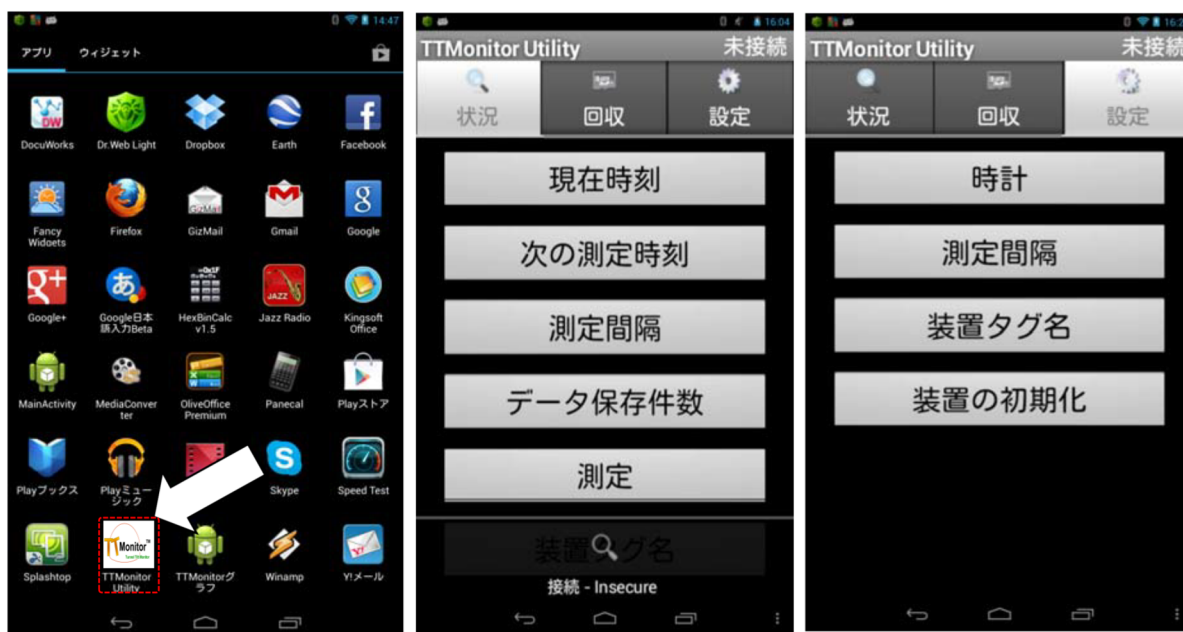 14:47
アプリ ウィジェット
DocuWorks Dr.Web Light Dropbox Earth Facebook
Fancy
Widgets
Firefox GizMail Gmail Google
Google+
Google日本
語入力Beta
HexBinCalc
v1.5
Jazz Radio
Kingsoft
Office
MainActivity
MediaConver
ter
OliveOffice
Premium
Panecal
Playストア
Playブックス
Playミュー
ジック
Skype
Speed Test
Splashtop
TTMonitor
Utility
TTMonitorグ
ラフ
Winamp
Y!メール
16:04
TTMonitor Utility 未接続
状況 回収 設定
現在時刻
次の測定時刻
測定間隔
データ保存件数
測定
装置タグ名
接続 - Insecure
TTMonitor Utility 未接続
状況 回収 設定
時計
測定間隔
装置タグ名
装置の初期化